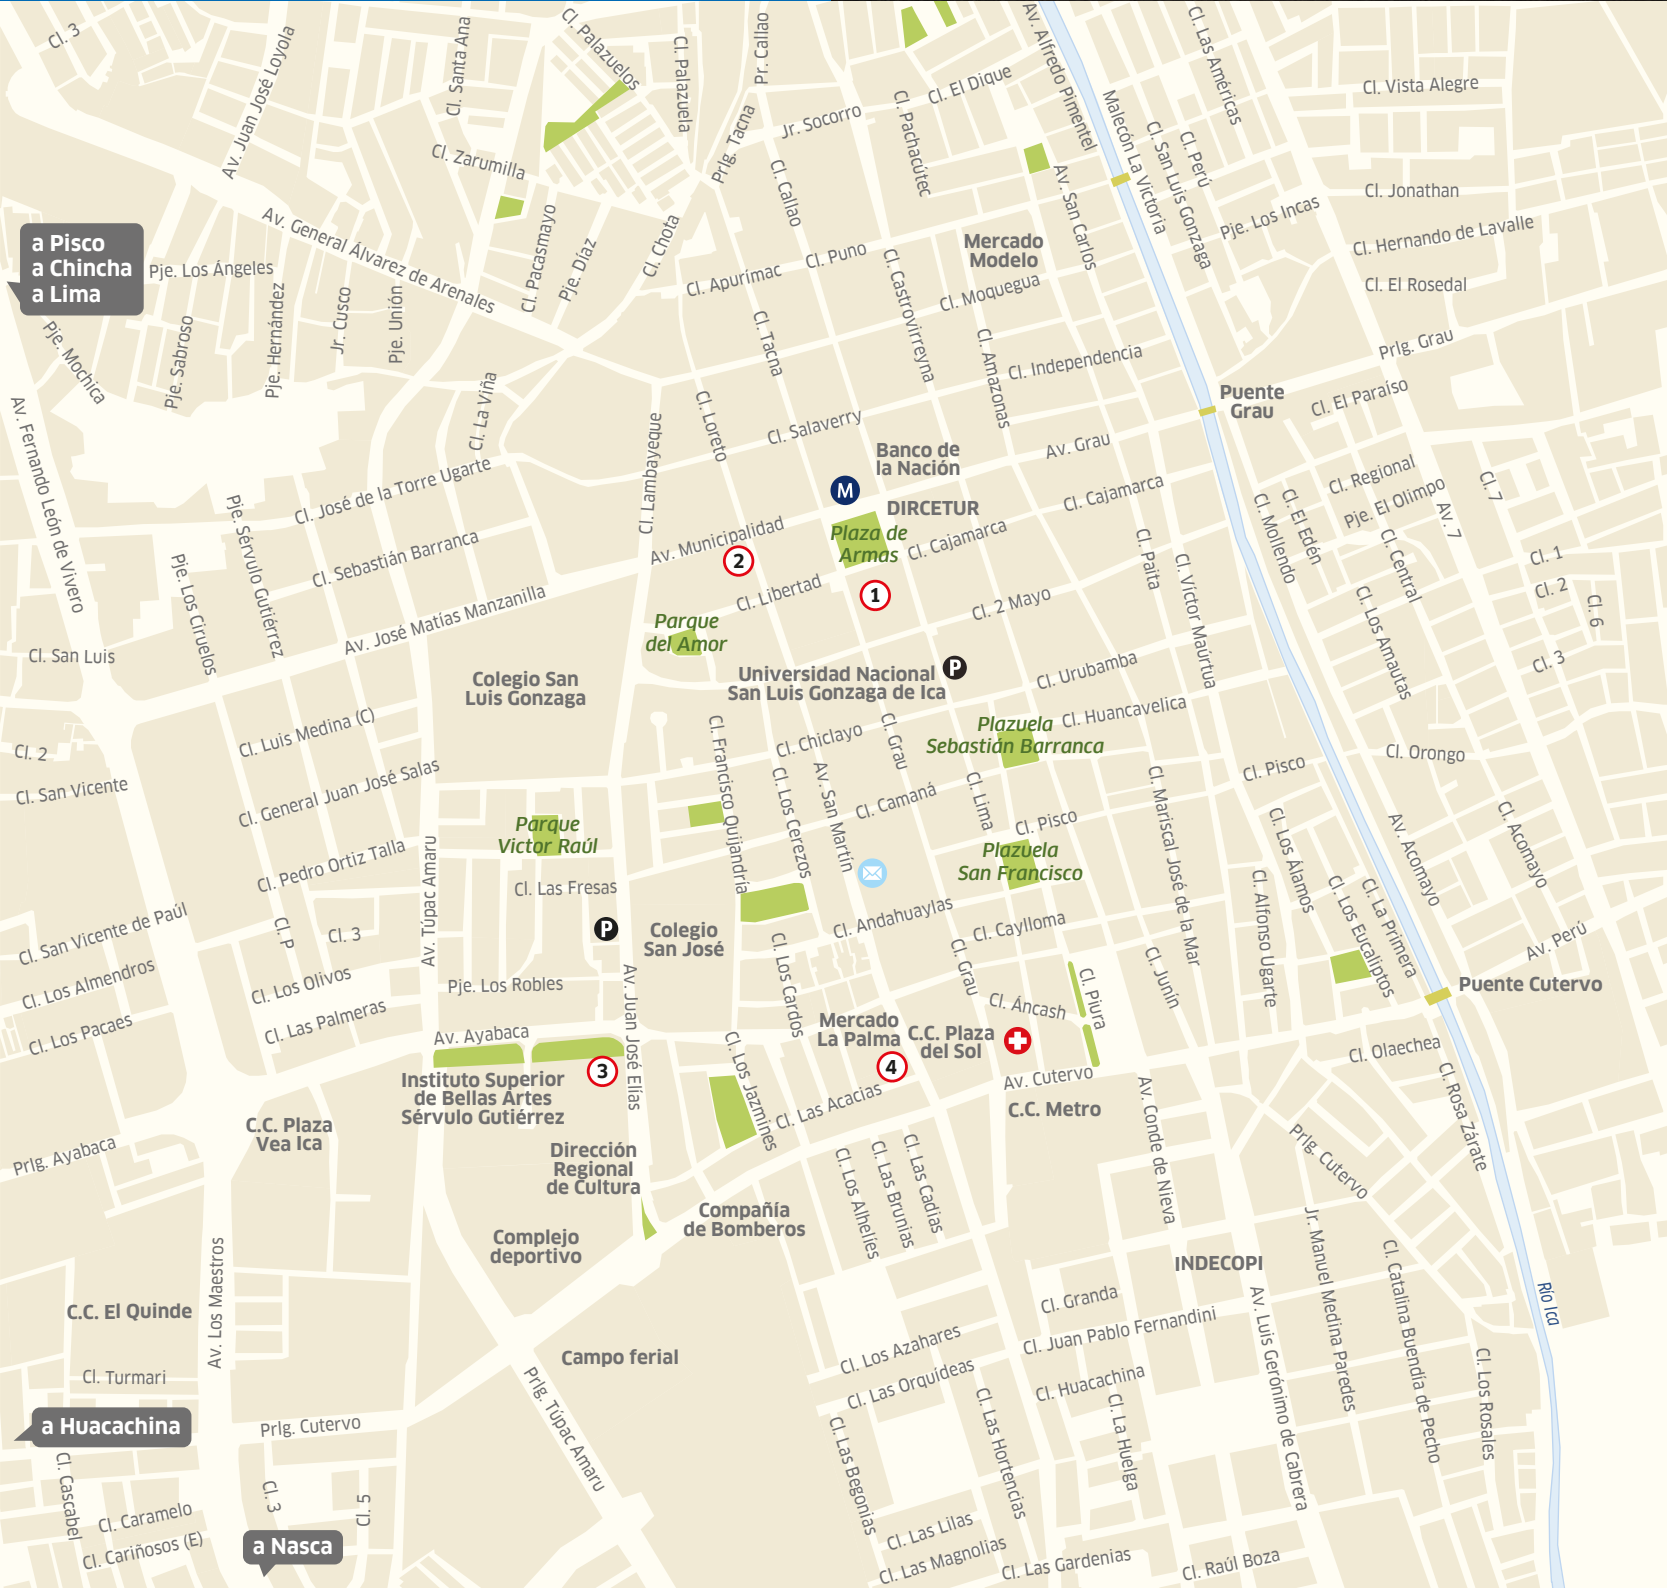 Cl. 3
Av. Juan José Loyola
Cl. Santa Ana
Cl. Palazuelos
Cl. Palazuela
Pr. Callao
Prlg. Tacna
Jr. Socorro
Cl. El Dique
Cl. Pachacútec
Av. Alfredo Pimentel
Malecón La Victoria
Cl. San Luis Gonzaga
Cl. Perú
Cl. Las Américas
Cl. Vista Alegre
Cl. Zarumilla
Cl. Callao
Av. San Carlos
Cl. Jonathan
Pje. Los Incas
Cl. Hernando de Lavalle
Cl. El Rosedal
a Pisco
a Chincha
a Lima
Pje. Los Ángeles
Av. General Álvarez de Arenales
Cl. Pacasmayo
Pje. Díaz
Cl. Chota
Cl. Apurímac
Cl. Puno
Mercado
Modelo
Cl. Moquegua
Cl. Castrovirreyna
Pje. Mochica
Pje. Sabroso
Pje. Hernández
Jr. Cusco
Pje. Unión
Cl. Tacna
Cl. Amazonas
Cl. Independencia
Prlg. Grau
Puente
Grau
Cl. El Paraíso
Av. Fernando León de Vivero
Cl. La Viña
Cl. Lambayeque
Cl. Loreto
Cl. Salaverry
Banco de
la Nación
Av. Grau
M
DIRCETUR
Cl. Cajamarca
Cl. Regional
Pje. El Olimpo
Cl. 7
Av. 7
Cl. José de la Torre Ugarte
Pje. Sérvulo Gutiérrez
Cl. Sebastián Barranca
Av. Municipalidad
2
Plaza de
Armas
Cl. Cajamarca
Cl. Mollendo
Cl. El Edén
Cl. Central
Cl. 1
Cl. 2
Cl. 6
Cl. 3
Pje. Los Ciruelos
Av. José Matías Manzanilla
Cl. Libertad
1
Cl. 2 Mayo
Cl. Paita
Cl. Víctor Maúrtua
Cl. Los Amautas
Cl. San Luis
Parque
del Amor
Colegio San
Luis Gonzaga
Universidad Nacional
San Luis Gonzaga de Ica
P
Cl. Urubamba
Cl. Huancavelica
Cl. Luis Medina (C)
Cl. 2
Cl. San Vicente
Cl. General Juan José Salas
Cl. Francisco Quijandría
Cl. Chiclayo
Cl. Grau
Plazuela
Sebastián Barranca
Cl. Pisco
Cl. Orongo
Cl. Los Cerezos
Av. San Martín
Cl. Camaná
Cl. Lima
Cl. Pisco
Cl. Mariscal José de la Mar
Cl. Los Álamos
Av. Acomayo
Cl. Acomayo
Parque
Victor Raúl
Cl. Pedro Ortiz Talla
Av. Túpac Amaru
Cl. Las Fresas
Plazuela
San Francisco
Cl. San Vicente de Paúl
Cl. P
Cl. 3
P
Colegio
San José
Cl. Andahuaylas
Cl. Caylloma
Cl. Alfonso Ugarte
Cl. Los Eucaliptos
Cl. La Primera
Av. Perú
Puente Cutervo
Cl. Los Almendros
Cl. Los Olivos
Pje. Los Robles
Av. Juan José Elías
Cl. Los Cardos
Cl. Grau
Cl. Áncash
Cl. Piura
Cl. Junín
Cl. Los Pacaes
Cl. Las Palmeras
Av. Ayabaca
Mercado
La Palma
C.C. Plaza
del Sol
Cl. Olaechea
3
4
Instituto Superior
de Bellas Artes
Sérvulo Gutiérrez
Cl. Los Jazmines
Cl. Las Acacias
Av. Cutervo
C.C. Metro
Av. Conde de Nieva
Cl. Rosa Zárate
C.C. Plaza
Vea Ica
Prlg. Ayabaca
Dirección
Regional
de Cultura
Prlg. Cutervo
Cl. Los Alhelíes
Cl. Las Brunias
Cl. Las Cadias
Compañía
de Bomberos
Complejo
deportivo
INDECOPI
Jr. Manuel Medina Paredes
Cl. Catalina Buendía de Pecho
Río Ica
C.C. El Quinde
Av. Los Maestros
Cl. Granda
Cl. Juan Pablo Fernandini
Av. Luis Gerónimo de Cabrera
Campo ferial
Cl. Los Azahares
Cl. Las Orquídeas
Cl. Huacachina
Cl. Los Rosales
Cl. Turmari
a Huacachina
Prlg. Cutervo
Prlg. Túpac Amaru
Cl. Las Begonias
Cl. Las Hortencias
Cl. La Huelga
Cl. Cascabel
Cl. Caramelo
Cl. Cariñosos (E)
Cl. 3
Cl. 5
a Nasca
Cl. Las Lilas
Cl. Las Magnolias
Cl. Las Gardenias
Cl. Raúl Boza